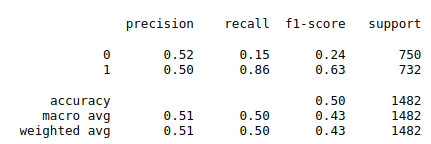 precision recall f1-score support
0 0.52 0.15 0.24 750
1 0.50 0.86 0.63 732
accuracy 0.50 1482
macro avg 0.51 0.50 0.43 1482
weighted avg 0.51 0.50 0.43 1482